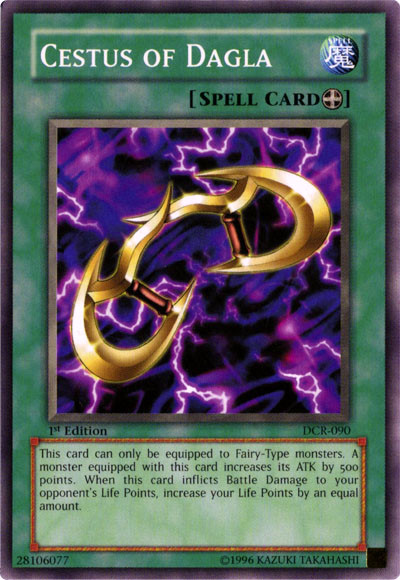 CESTUS OF DAGLA
魔
[SPELL CARD]
1st Edition
DCR-090
This card can only be equipped to Fairy-Type monsters. A
monster equipped with this card increases its ATK by 500
points. When this card inflicts Battle Damage to your
opponent's Life Points, increase your Life Points by an equal
amount.
28106077
©1996 KAZUKI TAKAHASHI